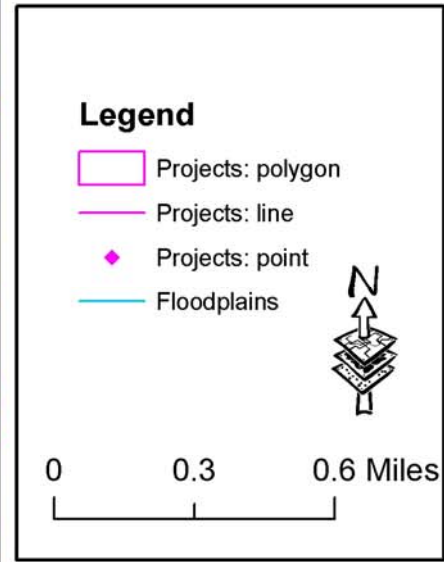 Legend
Projects: polygon
Projects: line
Projects: point
Floodplains
N
0 0.3 0.6 Miles